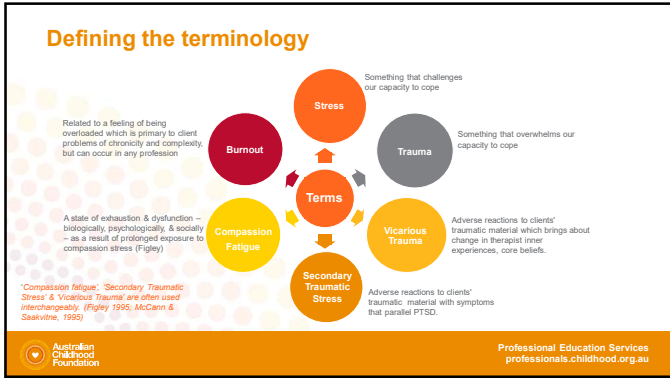 Defining the terminology
Something that challenges
our capacity to cope
Stress
Related to a feeling of being
overloaded which is primary to client
problems of chronicity and complexity,
but can occur in any profession
Burnout
Trauma
Something that overwhelms our
capacity to cope
Terms
A state of exhaustion & dysfunction –
biologically, psychologically, & socially
– as a result of prolonged exposure to
compassion stress (Figley)
Compassion
Fatigue
Vicarious
Trauma
Adverse reactions to clients'
traumatic material which brings about
change in therapist inner
experiences, core beliefs.
Secondary
Traumatic
Stress
Adverse reactions to clients'
traumatic material with symptoms
that parallel PTSD.
'Compassion fatigue', 'Secondary Traumatic
Stress' & 'Vicarious Trauma' are often used
interchangeably. (Figley 1995; McCann &
Saakvitne, 1995)
Australian
Childhood
Foundation
Professional Education Services
professionals.childhood.org.au